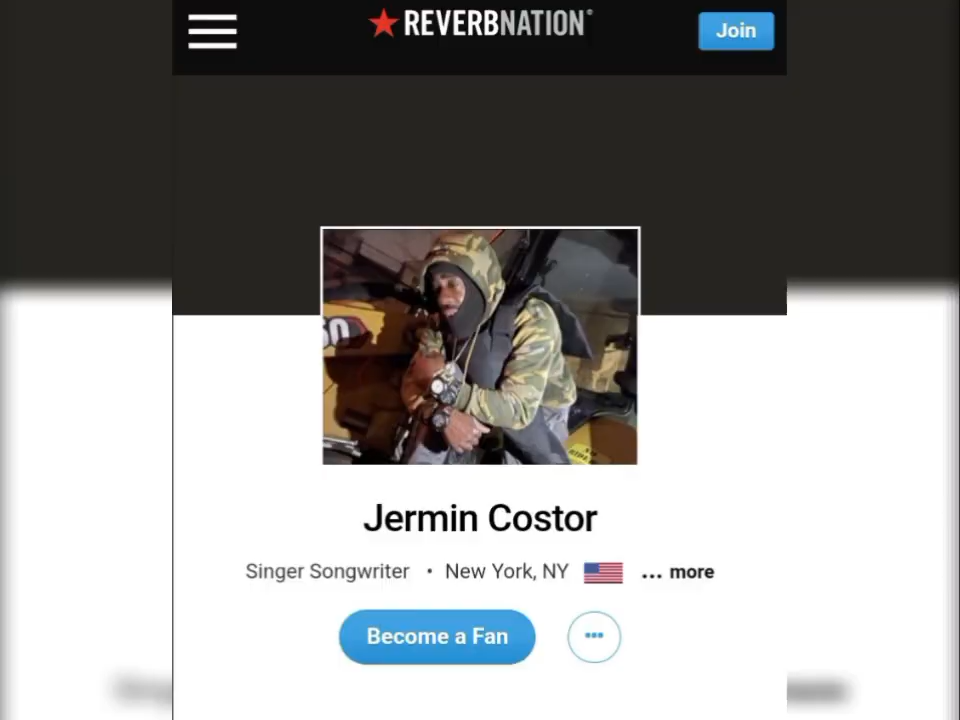 REVERBNATION®
Join
Jermin Costor
Singer Songwriter • New York, NY ... more
Become a Fan